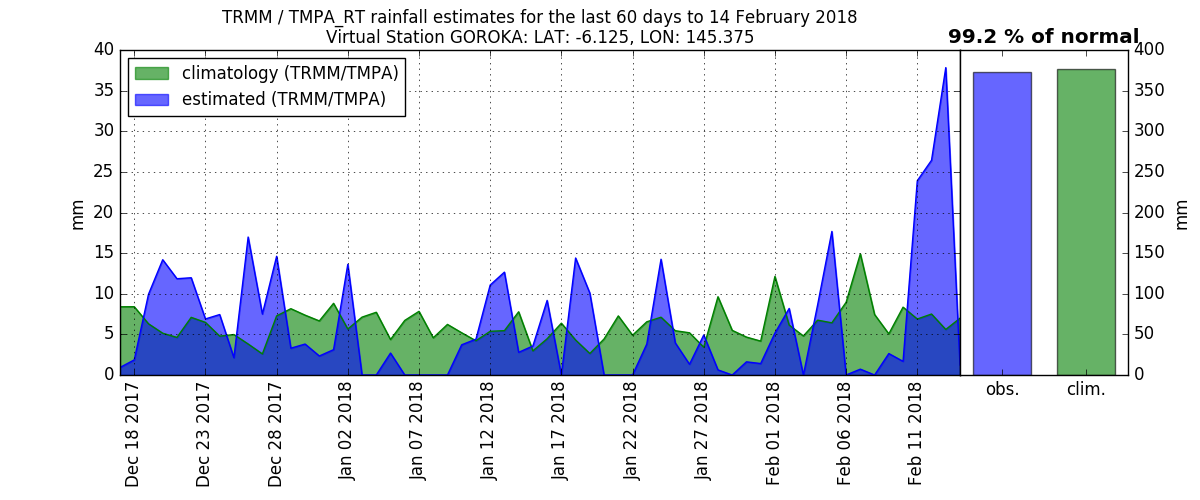 TRMM / TMPA_RT rainfall estimates for the last 60 days to 14 February 2018
Virtual Station GOROKA: LAT: -6.125, LON: 145.375
99.2 % of normal
climatology (TRMM/TMPA)
estimated (TRMM/TMPA)
40
35
30
25
20
15
10
5
0
mm
400
350
300
250
200
150
100
50
0
mm
Dec 18 2017
Dec 23 2017
Dec 28 2017
Jan 02 2018
Jan 07 2018
Jan 12 2018
Jan 17 2018
Jan 22 2018
Jan 27 2018
Feb 01 2018
Feb 06 2018
Feb 11 2018
obs.
clim.